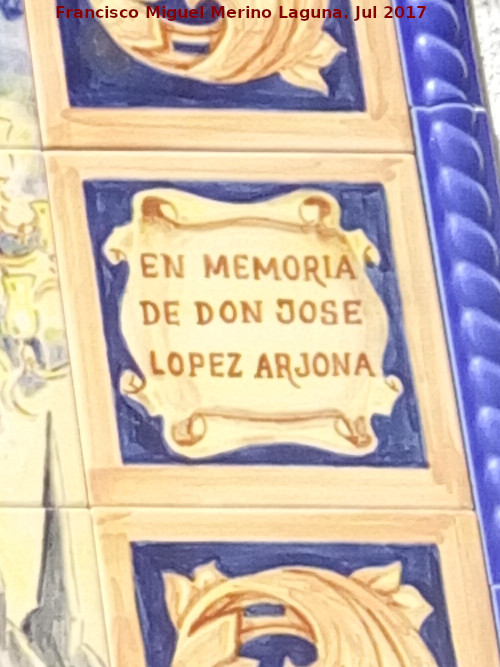 Francisco Miguel Merino Laguna. Jul 2017
EN MEMORIA
DE DON JOSE
LOPEZ ARJONA